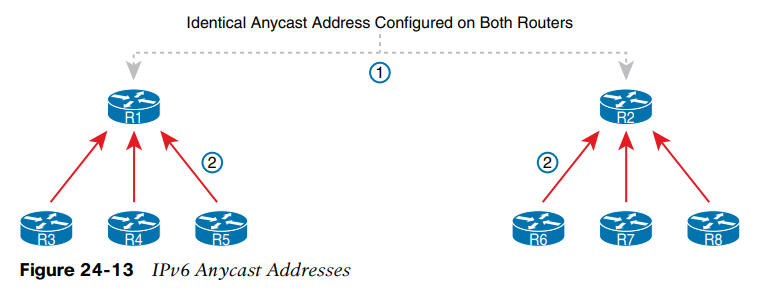 Identical Anycast Address Configured on Both Routers
1
R1
R2
2
2
R3
R4
R5
R6
R7
R8
Figure 24-13 IPv6 Anycast Addresses